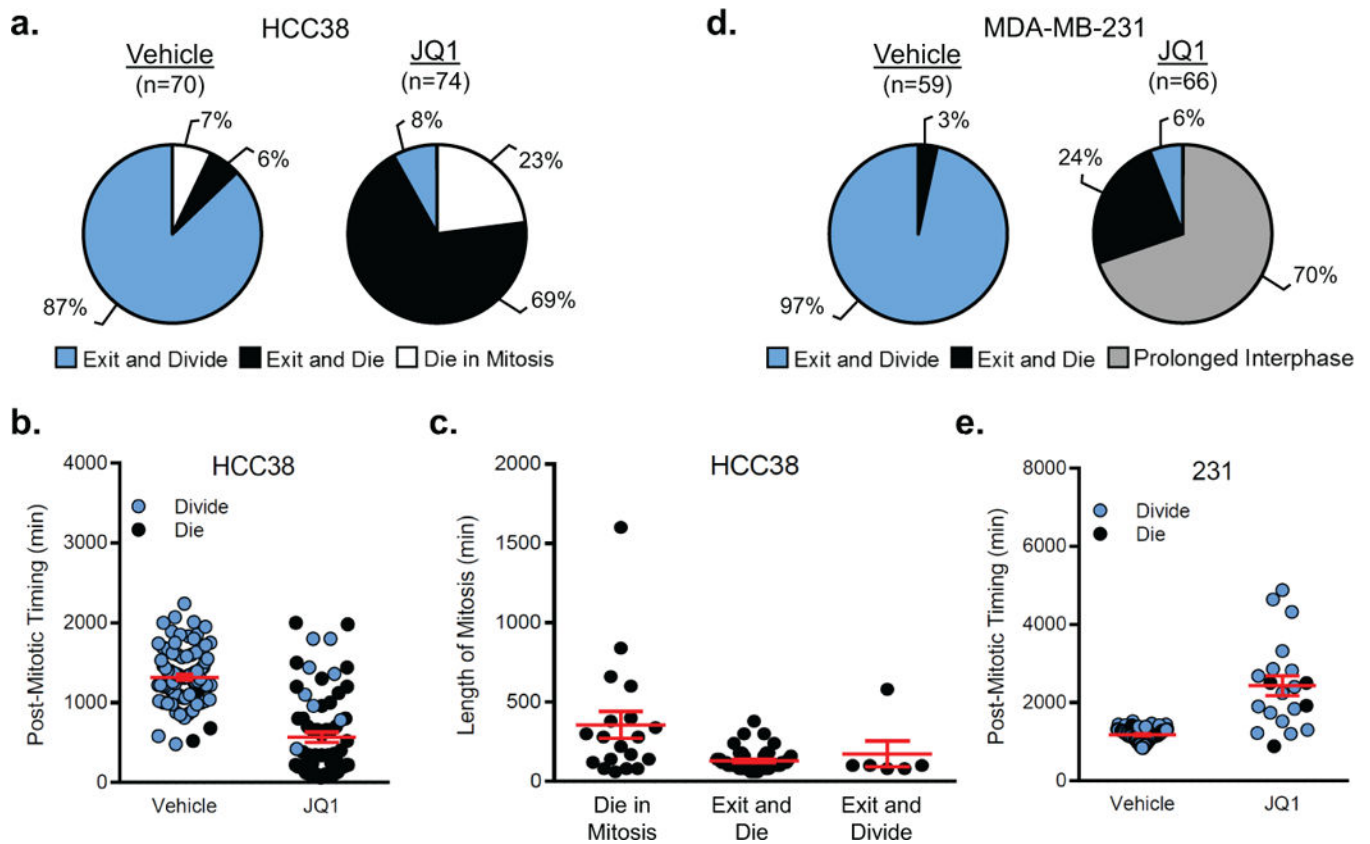 a.
HCC38
Vehicle
(n=70)
JQ1
(n=74)
7%
6%
87%
8%
23%
69%
Exit and Divide
Exit and Die
Die in Mitosis
d.
MDA-MB-231
Vehicle
(n=59)
JQ1
(n=66)
3%
97%
6%
24%
70%
Exit and Divide
Exit and Die
Prolonged Interphase
b.
HCC38
Divide
Die
Post-Mitotic Timing (min)
4000
3000
2000
1000
0
Vehicle
JQ1
c.
HCC38
Length of Mitosis (min)
2000
1500
1000
500
0
Die in
Mitosis
Exit and
Die
Exit and
Divide
e.
231
Divide
Die
Post-Mitotic Timing (min)
8000
6000
4000
2000
0
Vehicle
JQ1